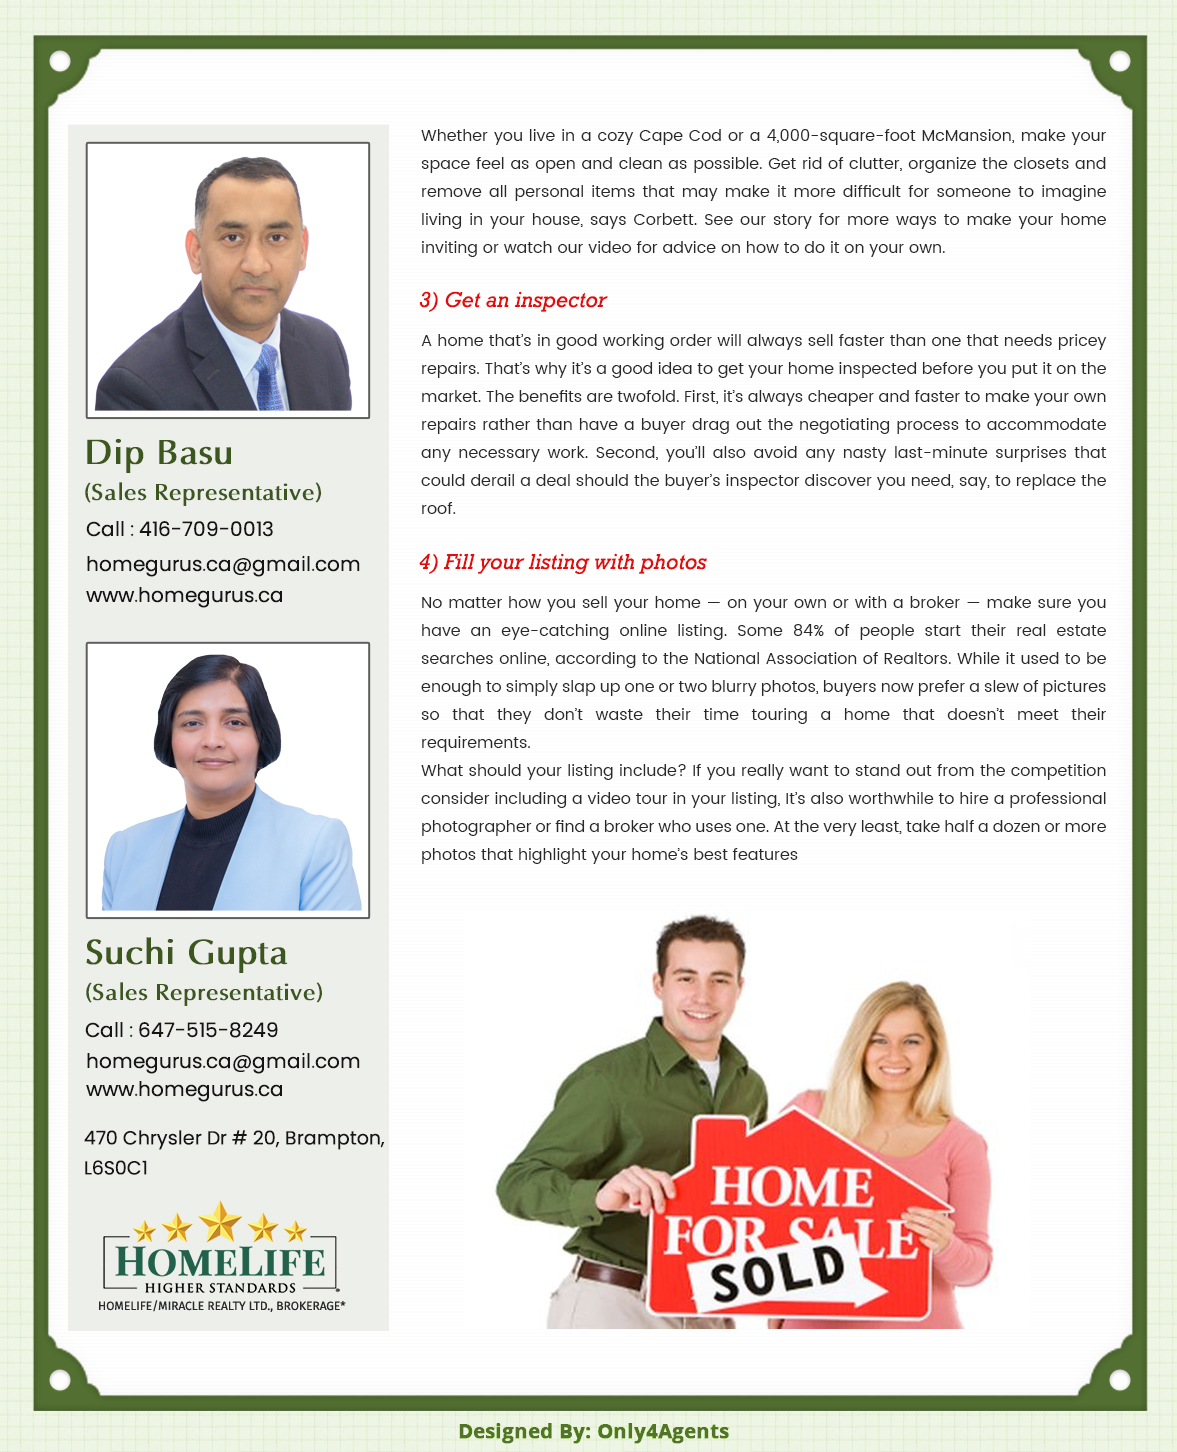 Whether you live in a cozy Cape Cod or a 4,000-square-foot McMansion, make your
space feel as open and clean as possible. Get rid of clutter, organize the closets and
remove all personal items that may make it more difficult for someone to imagine
living in your house, says Corbett. See our story for more ways to make your home
inviting or watch our video for advice on how to do it on your own.
3) Get an inspector
A home that’s in good working order will always sell faster than one that needs pricey
repairs. That’s why it’s a good idea to get your home inspected before you put it on the
market. The benefits are twofold. First, it’s always cheaper and faster to make your own
repairs rather than have a buyer drag out the negotiating process to accommodate
any necessary work. Second, you’ll also avoid any nasty last-minute surprises that
could derail a deal should the buyer’s inspector discover you need, say, to replace the
roof.
4) Fill your listing with photos
No matter how you sell your home — on your own or with a broker — make sure you
have an eye-catching online listing. Some 84% of people start their real estate
searches online, according to the National Association of Realtors. While it used to be
enough to simply slap up one or two blurry photos, buyers now prefer a slew of pictures
so that they don’t waste their time touring a home that doesn’t meet their
requirements.
What should your listing include? If you really want to stand out from the competition
consider including a video tour in your listing, It’s also worthwhile to hire a professional
photographer or find a broker who uses one. At the very least, take half a dozen or more
photos that highlight your home’s best features
Dip Basu
(Sales Representative)
Call : 416-709-0013
homegurus.ca@gmail.com
www.homegurus.ca
Suchi Gupta
(Sales Representative)
Call : 647-515-8249
homegurus.ca@gmail.com
www.homegurus.ca
470 Chrysler Dr # 20, Brampton,
L6S0C1
HOMELIFE
HIGHER STANDARDS
HOMELIFE/MIRACLE REALTY LTD., BROKERAGE*
HOME
FOR SALE
SOLD
Designed By: Only4Agents